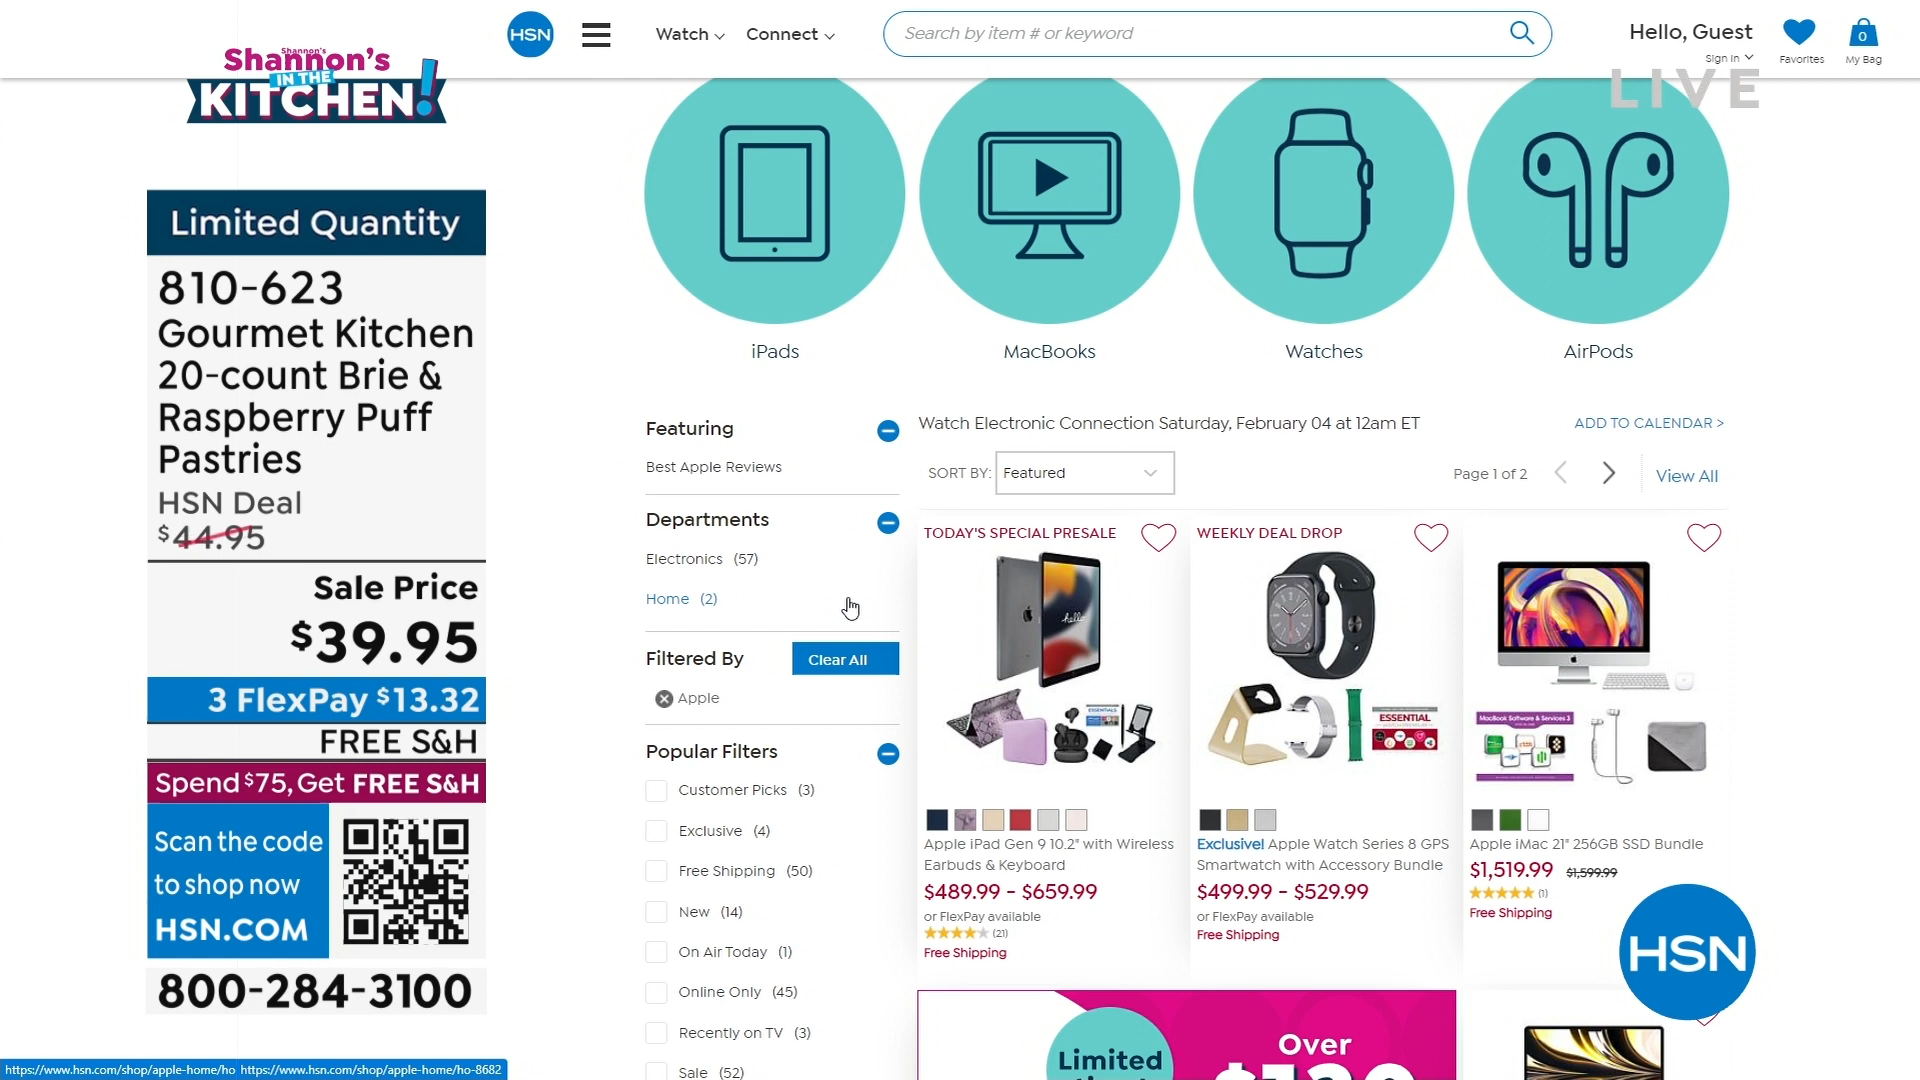 HSN
Watch
Connect
Search by item # or keyword
Hello, Guest
Sign In
Favorites
0
My Bag
LIVE
Shannon's
Shannon's
IN THE
KITCHEN!
Limited Quantity
810-623
Gourmet Kitchen
20-count Brie &
Raspberry Puff
Pastries
HSN Deal
$44.95
Sale Price
$39.95
3 FlexPay $13.32
FREE S&H
Spend $75, Get FREE S&H
Scan the code
to shop now
HSN.COM
800-284-3100
iPads
MacBooks
Watches
AirPods
Featuring
Best Apple Reviews
Departments
Electronics (57)
Home (2)
Filtered By
Clear All
Apple
Popular Filters
Customer Picks (3)
Exclusive (4)
Free Shipping (50)
New (14)
On Air Today (1)
Online Only (45)
Recently on TV (3)
Sale (52)
Watch Electronic Connection Saturday, February 04 at 12am ET
ADD TO CALENDAR >
SORT BY: Featured
Page 1 of 2
View All
TODAY'S SPECIAL PRESALE
hello
ESSENTIALS
Apple iPad Gen 9 10.2" with Wireless
Earbuds & Keyboard
$489.99 - $659.99
or FlexPay available
(21)
Free Shipping
WEEKLY DEAL DROP
ESSENTIAL
Exclusive! Apple Watch Series 8 GPS
Smartwatch with Accessory Bundle
$499.99 - $529.99
or FlexPay available
Free Shipping
MacBook Software & Services 3
Apple iMac 21" 256GB SSD Bundle
$1,519.99 $1,599.99
(1)
Free Shipping
HSN
Limited
Over
https://www.hsn.com/shop/apple-home/ho https://www.hsn.com/shop/apple-home/ho-8682